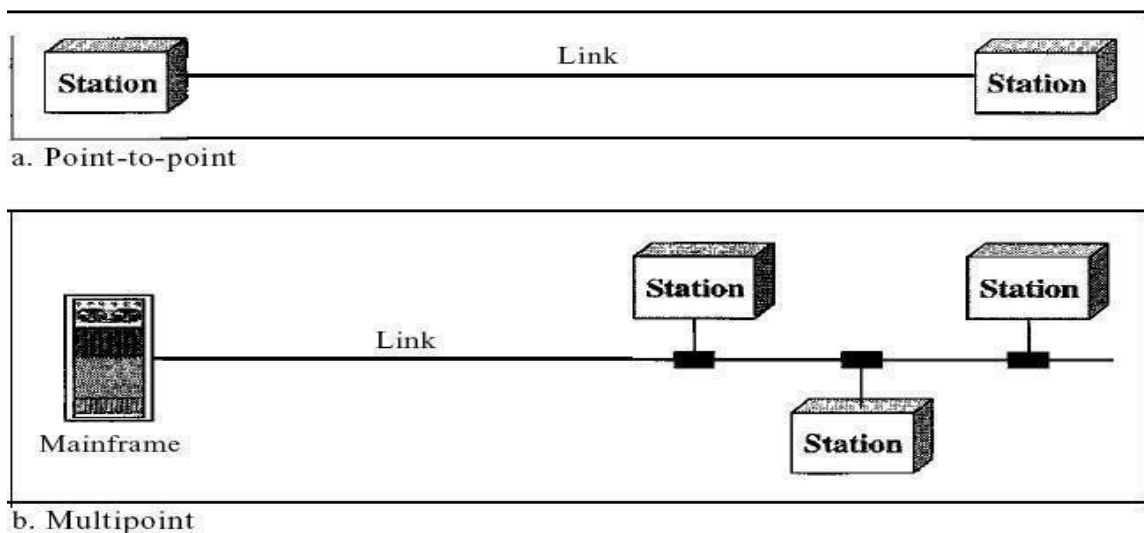 Link
Station
Station
a. Point-to-point
Station
Station
Link
Station
Mainframe
b. Multipoint